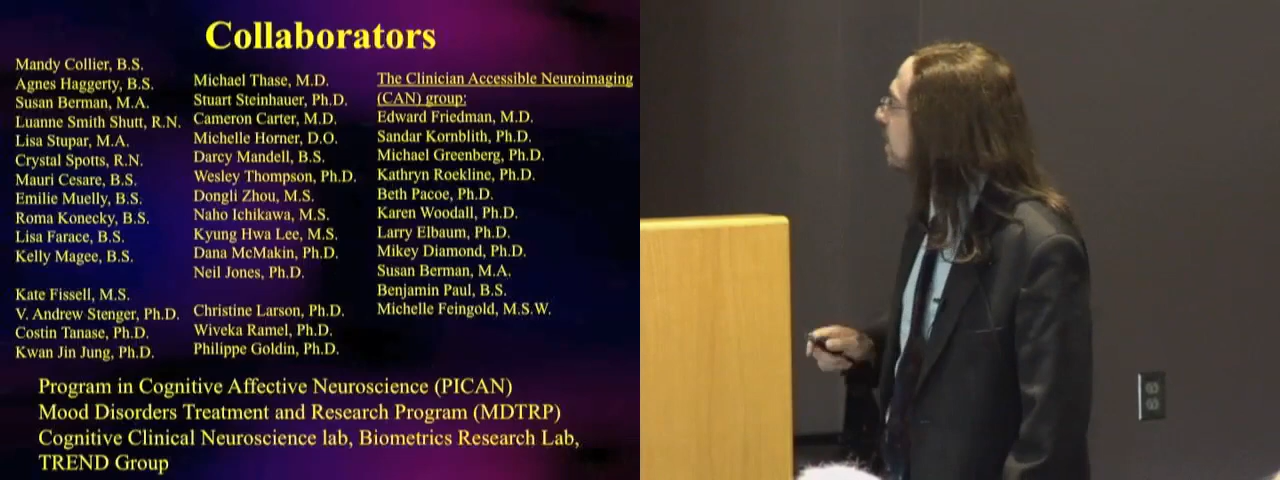 Collaborators
Mandy Collier, B.S.
Agnes Haggerty, B.S.
Susan Berman, M.A.
Luanne Smith Shutt, R.N.
Lisa Stupar, M.A.
Crystal Spotts, R.N.
Mauri Cesare, B.S.
Emilie Muelly, B.S.
Roma Konecky, B.S.
Lisa Farace, B.S.
Kelly Magee, B.S.
Kate Fissell, M.S.
V. Andrew Stenger, Ph.D.
Costin Tanase, Ph.D.
Kwan Jin Jung, Ph.D.
Michael Thase, M.D.
Stuart Steinhauer, Ph.D.
Cameron Carter, M.D.
Michelle Horner, D.O.
Darcy Mandell, B.S.
Wesley Thompson, Ph.D.
Dongli Zhou, M.S.
Naho Ichikawa, M.S.
Kyung Hwa Lee, M.S.
Dana McMakin, Ph.D.
Neil Jones, Ph.D.
Christine Larson, Ph.D.
Wiveka Ramel, Ph.D.
Philippe Goldin, Ph.D.
The Clinician Accessible Neuroimaging
(CAN) group:
Edward Friedman, M.D.
Sandar Kornblith, Ph.D.
Michael Greenberg, Ph.D.
Kathryn Roekline, Ph.D.
Beth Pacoe, Ph.D.
Karen Woodall, Ph.D.
Larry Elbaum, Ph.D.
Mikey Diamond, Ph.D.
Susan Berman, M.A.
Benjamin Paul, B.S.
Michelle Feingold, M.S.W.
Program in Cognitive Affective Neuroscience (PICAN)
Mood Disorders Treatment and Research Program (MDTRP)
Cognitive Clinical Neuroscience lab, Biometrics Research Lab,
TREND Group